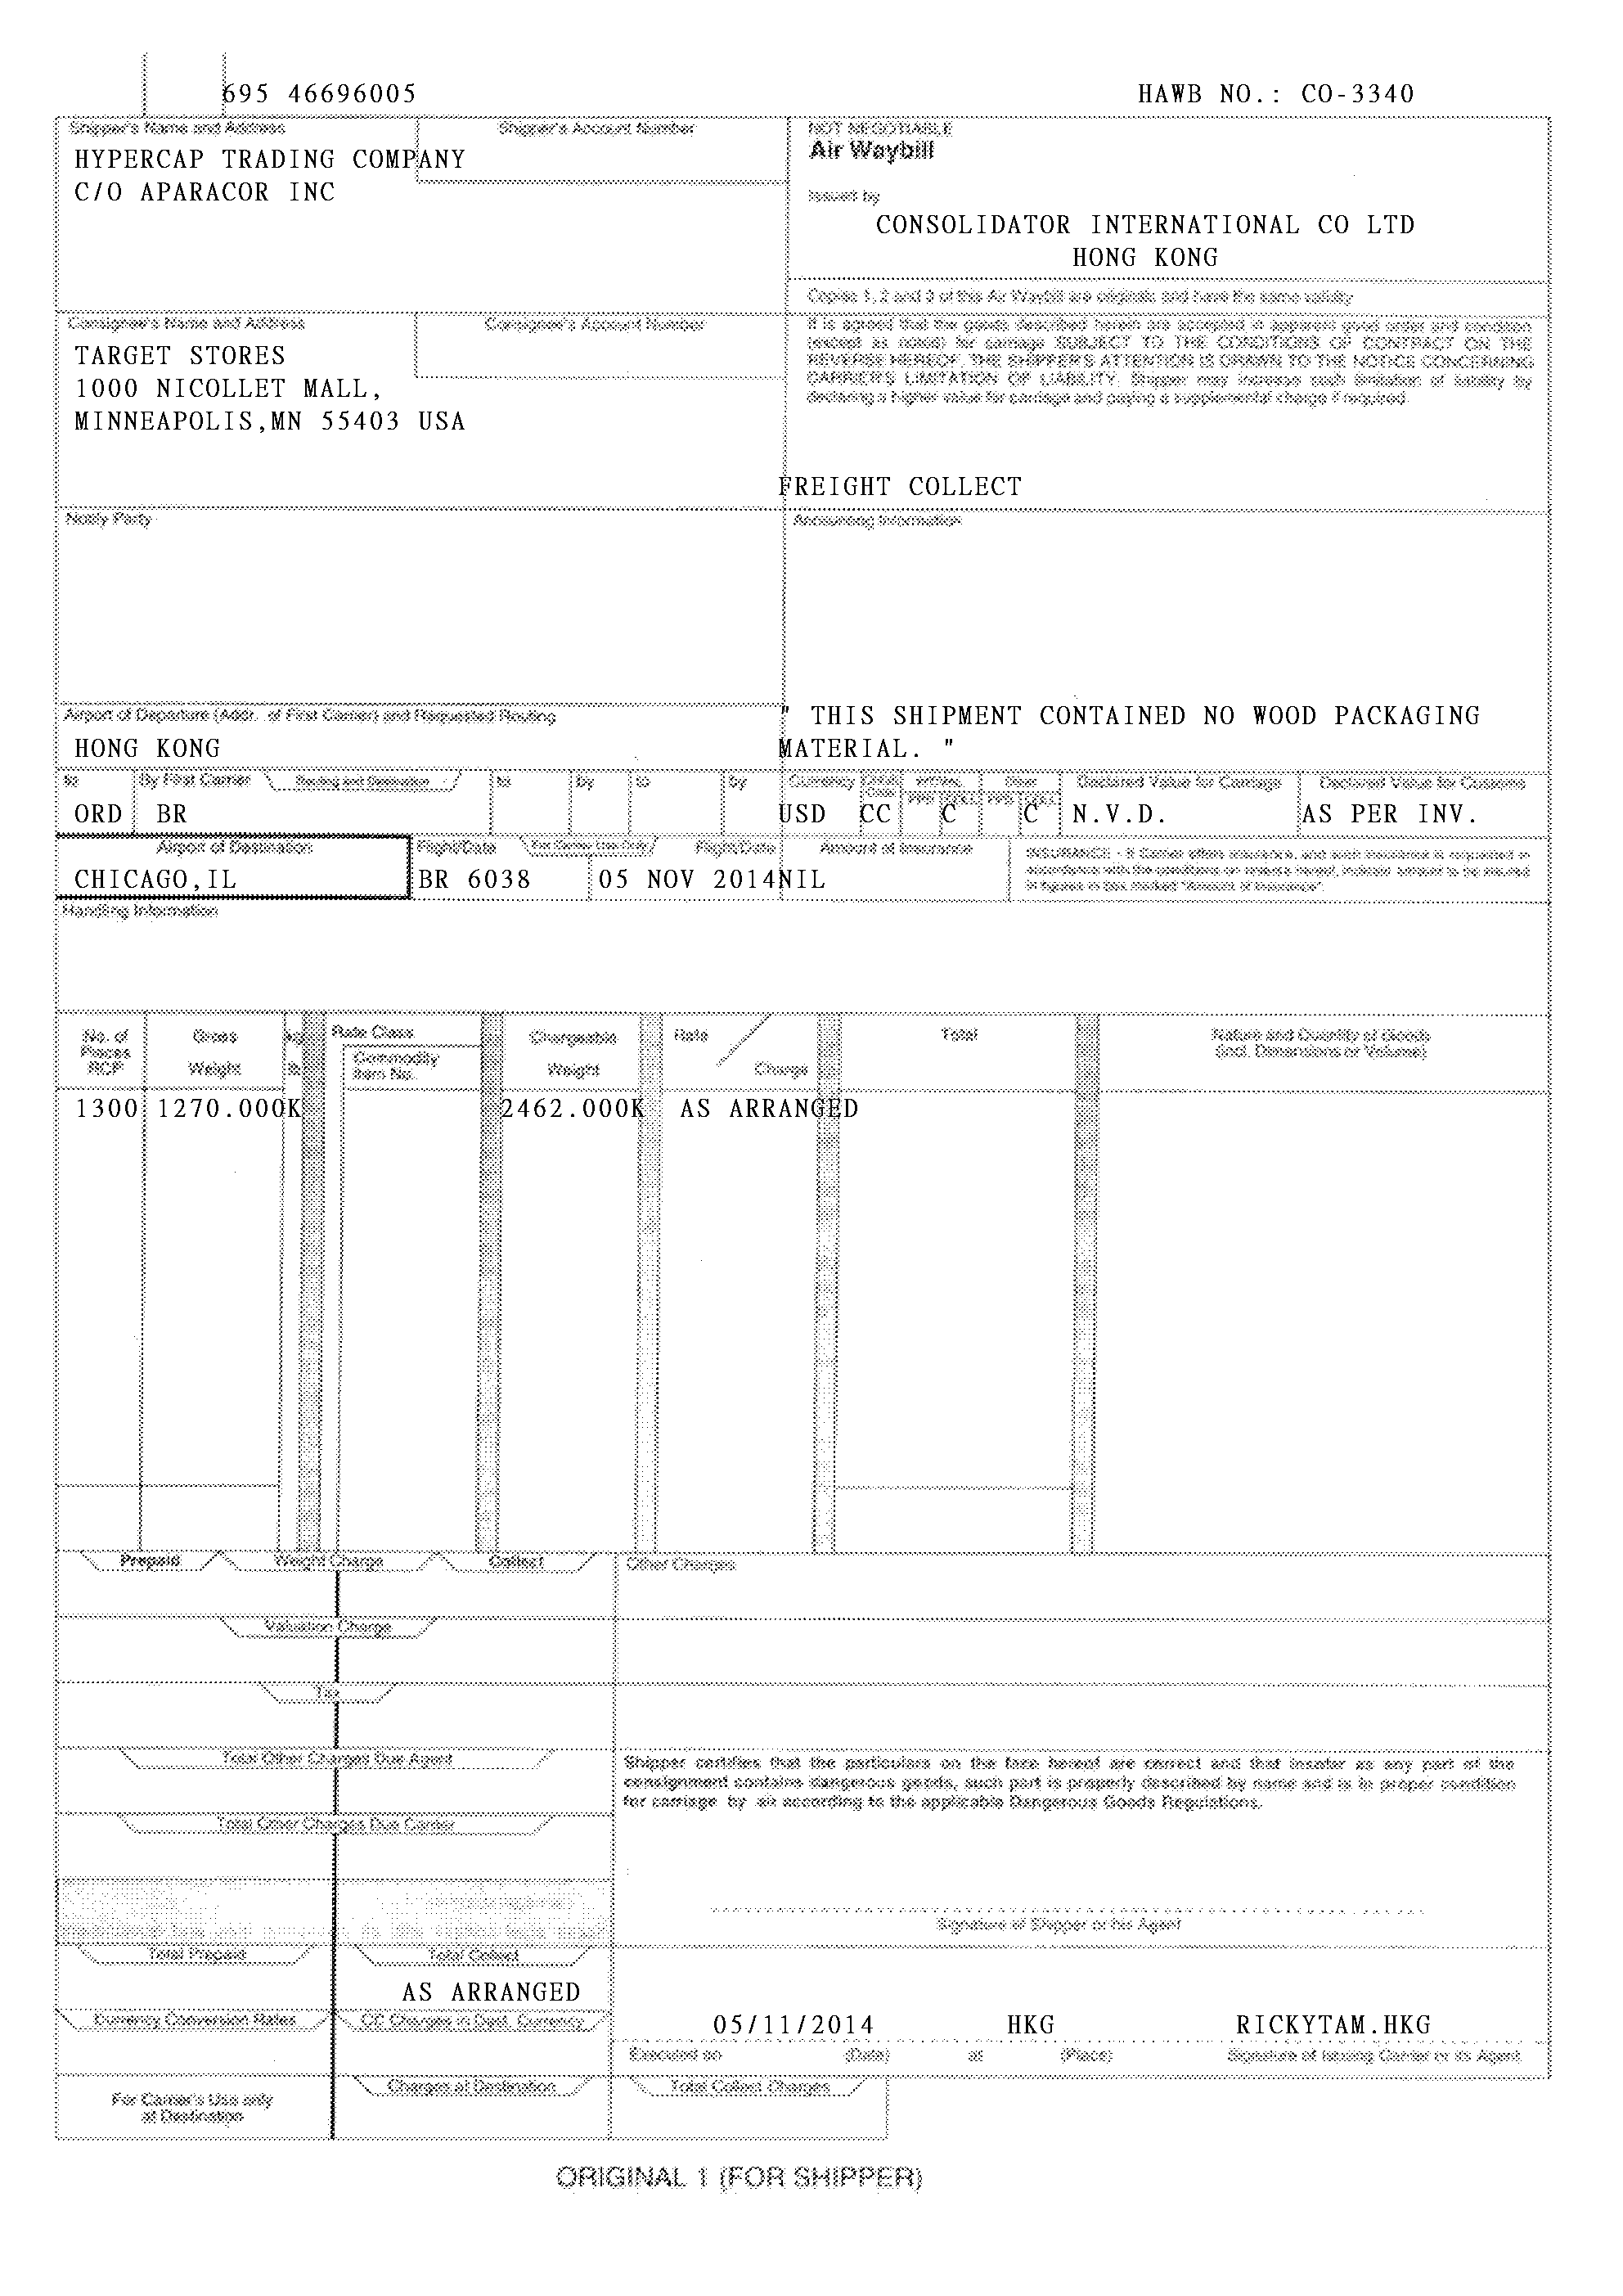 695 46696005
HAWB NO.: CO-3340
Shipper's Name and Address
Shipper's Account Number
HYPERCAP TRADING COMPANY
C/O APARACOR INC
NOT NEGOTIABLE
Air Waybill
Issued by
CONSOLIDATOR INTERNATIONAL CO LTD
HONG KONG
Copies 1, 2 and 3 of this Air Waybill are originals and have the same validity
Consignee's Name and Address
Consignee's Account Number
TARGET STORES
1000 NICOLLET MALL,
MINNEAPOLIS,MN 55403 USA
It is agreed that the goods described herein are accepted in apparent good order and condition
(except as noted) for carriage SUBJECT TO THE CONDITIONS OF CONTRACT ON THE
REVERSE HEREOF. THE SHIPPER'S ATTENTION IS DRAWN TO THE NOTICE CONCERNING
CARRIER'S LIMITATION OF LIABILITY. Shipper may increase such limitation of liability by
declaring a higher value for carriage and paying a supplemental charge if required.
FREIGHT COLLECT
Notify Party
Accounting Information
Airport of Departure (Addr. of First Carrier) and Requested Routing
HONG KONG
" THIS SHIPMENT CONTAINED NO WOOD PACKAGING
MATERIAL. "
to By First Carrier Routing and Destination to by to by Currency Declared Value for Carriage Declared Value for Customs
ORD BR USD CC C C N.V.D. AS PER INV.
Airport of Destination Flight/Date For Carrier Use Only Flight/Date Amount of Insurance
CHICAGO,IL BR 6038 05 NOV 2014 NIL
INSURANCE - If Carrier offers insurance, and such insurance is requested in
accordance with the conditions on reverse hereof, indicate amount to be insured
in figures in box marked "Amount of Insurance".
Handling Information
No. of Pieces RCP
Gross Weight
kg lb
Rate Class
Commodity Item No.
Chargeable Weight
Rate / Charge
Total
Nature and Quantity of Goods
(incl. Dimensions or Volume)
1300 1270.000K 2462.000K AS ARRANGED
Prepaid Weight Charge Collect Other Charges
Valuation Charge
Tax
Total Other Charges Due Agent
Shipper certifies that the particulars on the face hereof are correct and that insofar as any part of the
consignment contains dangerous goods, such part is properly described by name and is in proper condition
for carriage by air according to the applicable Dangerous Goods Regulations.
Total Other Charges Due Carrier
Signature of Shipper or his Agent
Total Prepaid Total Collect
AS ARRANGED
Currency Conversion Rates CC Charges in Dest. Currency
05/11/2014 HKG RICKYTAM.HKG
Executed on (Date) at (Place) Signature of Issuing Carrier or its Agent
For Carrier's Use only
at Destination
Charges at Destination Total Collect Charges
ORIGINAL 1 (FOR SHIPPER)